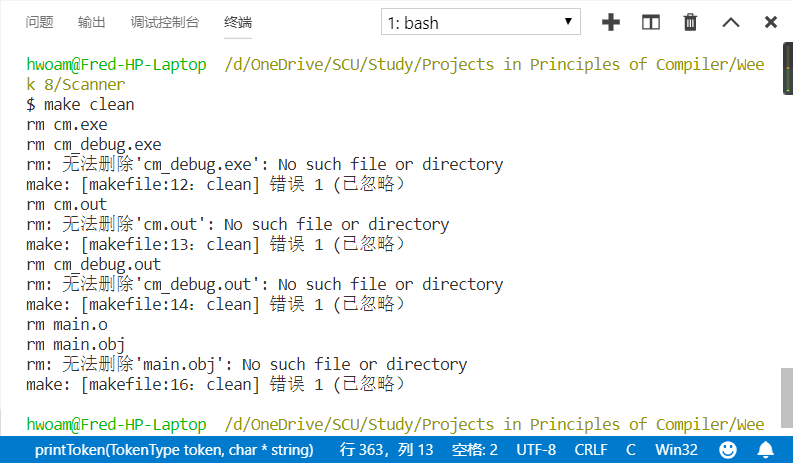 问题 输出 调试控制台 终端 1: bash
hwoam@Fred-HP-Laptop /d/OneDrive/SCU/Study/Projects in Principles of Compiler/Wee
k 8/Scanner
$ make clean
rm cm.exe
rm cm_debug.exe
rm: 无法删除'cm_debug.exe': No such file or directory
make: [makefile:12：clean] 错误 1 (已忽略）
rm cm.out
rm: 无法删除'cm.out': No such file or directory
make: [makefile:13：clean] 错误 1 (已忽略）
rm cm_debug.out
rm: 无法删除'cm_debug.out': No such file or directory
make: [makefile:14：clean] 错误 1 (已忽略）
rm main.o
rm main.obj
rm: 无法删除'main.obj': No such file or directory
make: [makefile:16：clean] 错误 1 (已忽略）
hwoam@Fred-HP-Laptop /d/OneDrive/SCU/Study/Projects in Principles of Compiler/Wee
printToken(TokenType token, char * string) 行 363，列 13 空格: 2 UTF-8 CRLF C Win32